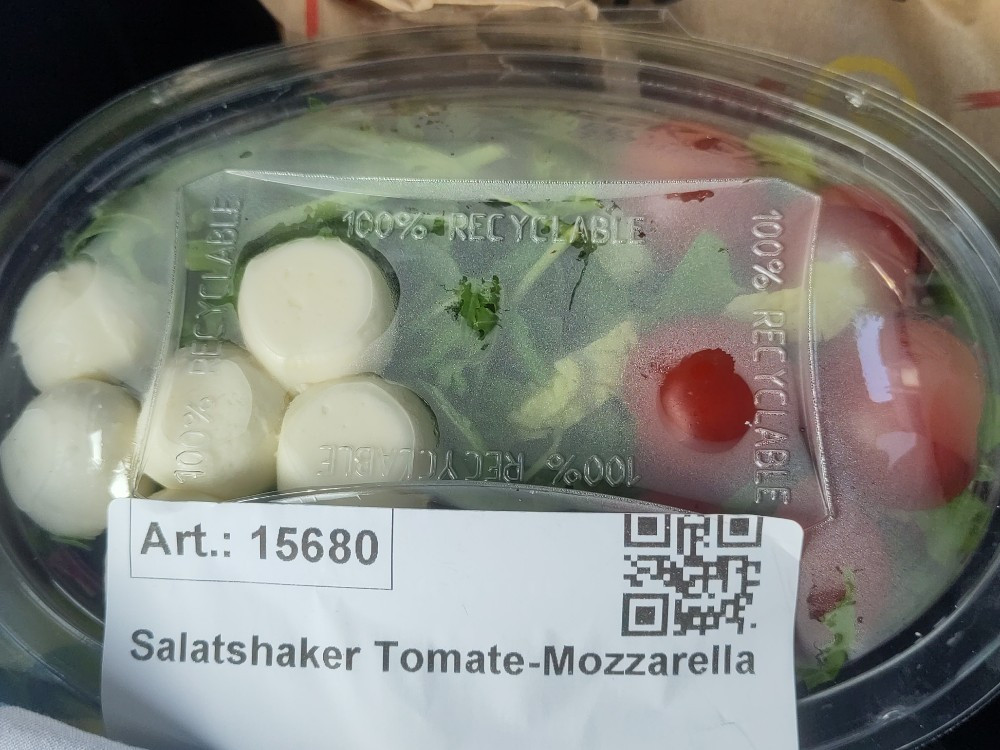 100% RECYCLABLE
100% RECYCLABLE
100% RECYCLABLE
100% RECYCLABLE
Art.: 15680
Salatshaker Tomate-Mozzarella